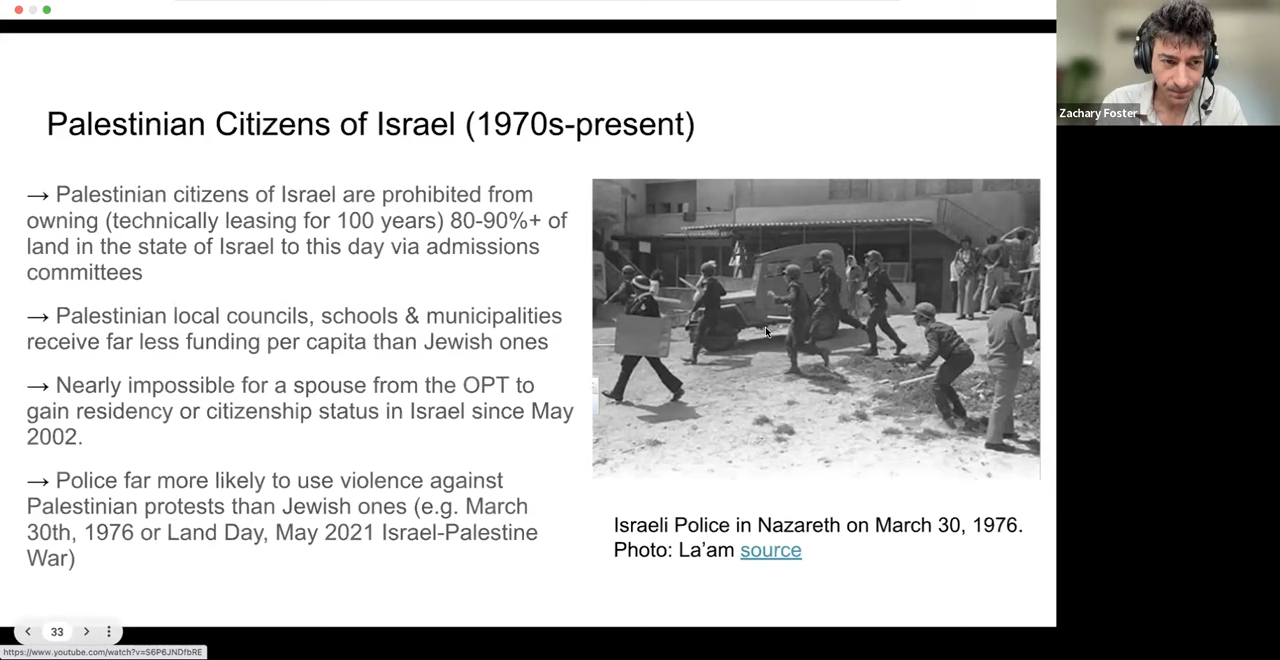 Zachary Foster
Palestinian Citizens of Israel (1970s-present)
→ Palestinian citizens of Israel are prohibited from
owning (technically leasing for 100 years) 80-90%+ of
land in the state of Israel to this day via admissions
committees
→ Palestinian local councils, schools & municipalities
receive far less funding per capita than Jewish ones
→ Nearly impossible for a spouse from the OPT to
gain residency or citizenship status in Israel since May
2002.
→ Police far more likely to use violence against
Palestinian protests than Jewish ones (e.g. March
30th, 1976 or Land Day, May 2021 Israel-Palestine
War)
Israeli Police in Nazareth on March 30, 1976.
Photo: La’am source
33
https://www.youtube.com/watch?v=S6P6JNDfbRE